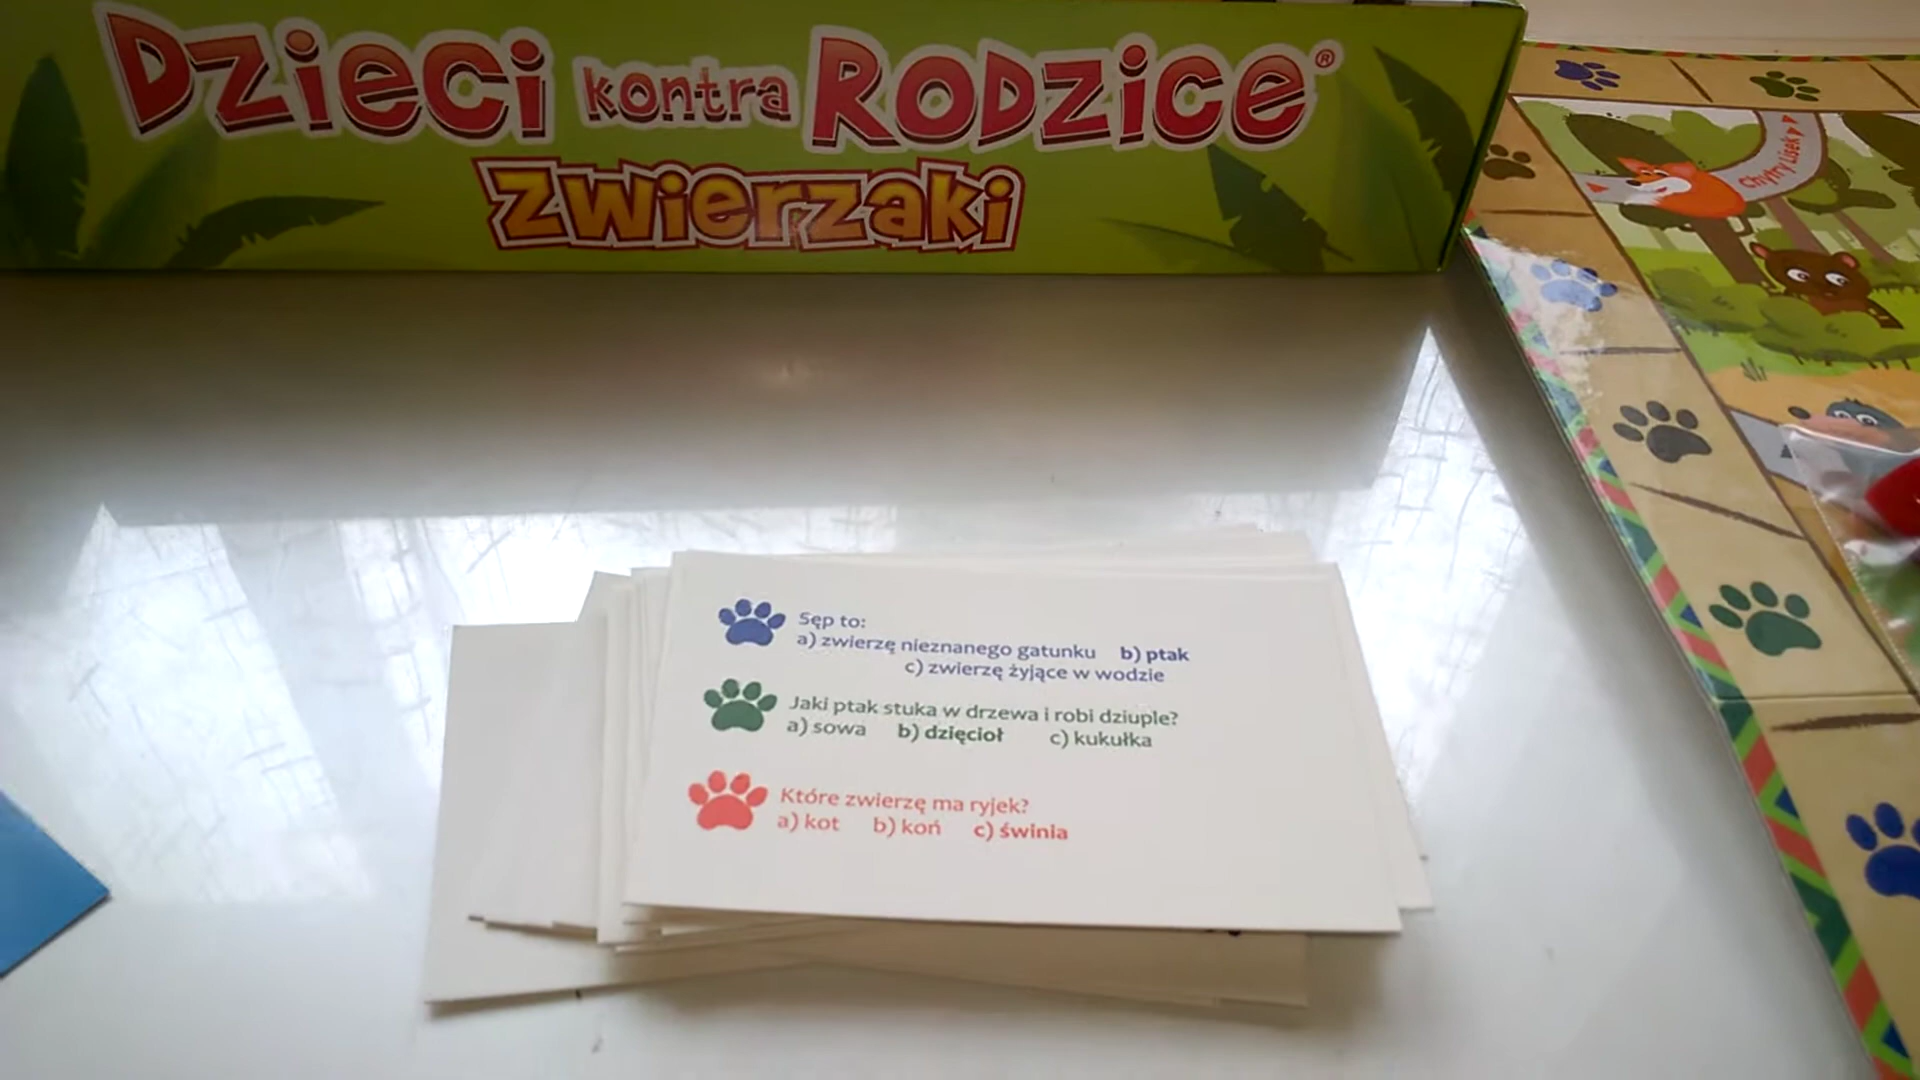 Dzieci kontra Rodzice®
Zwierzaki
Chytry Lisek
Sęp to:
a) zwierzę nieznanego gatunku b) ptak
c) zwierzę żyjące w wodzie
Jaki ptak stuka w drzewa i robi dziuple?
a) sowa b) dzięcioł c) kukułka
Które zwierzę ma ryjek?
a) kot b) koń c) świnia